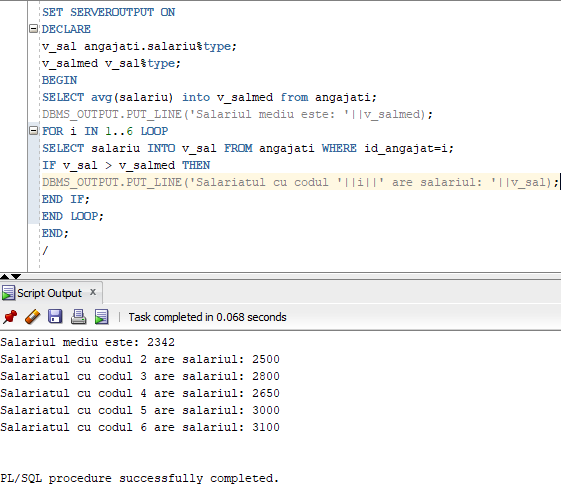 SET SERVEROUTPUT ON
DECLARE
v_sal angajati.salariu%type;
v_salmed v_sal%type;
BEGIN
SELECT avg(salariu) into v_salmed from angajati;
DBMS_OUTPUT.PUT_LINE('Salariul mediu este: '||v_salmed);
FOR i IN 1..6 LOOP
SELECT salariu INTO v_sal FROM angajati WHERE id_angajat=i;
IF v_sal > v_salmed THEN
DBMS_OUTPUT.PUT_LINE('Salariatul cu codul '||i||' are salariul: '||v_sal);
END IF;
END LOOP;
END;
/
Script Output x
Task completed in 0.068 seconds
Salariul mediu este: 2342
Salariatul cu codul 2 are salariul: 2500
Salariatul cu codul 3 are salariul: 2800
Salariatul cu codul 4 are salariul: 2650
Salariatul cu codul 5 are salariul: 3000
Salariatul cu codul 6 are salariul: 3100
PL/SQL procedure successfully completed.